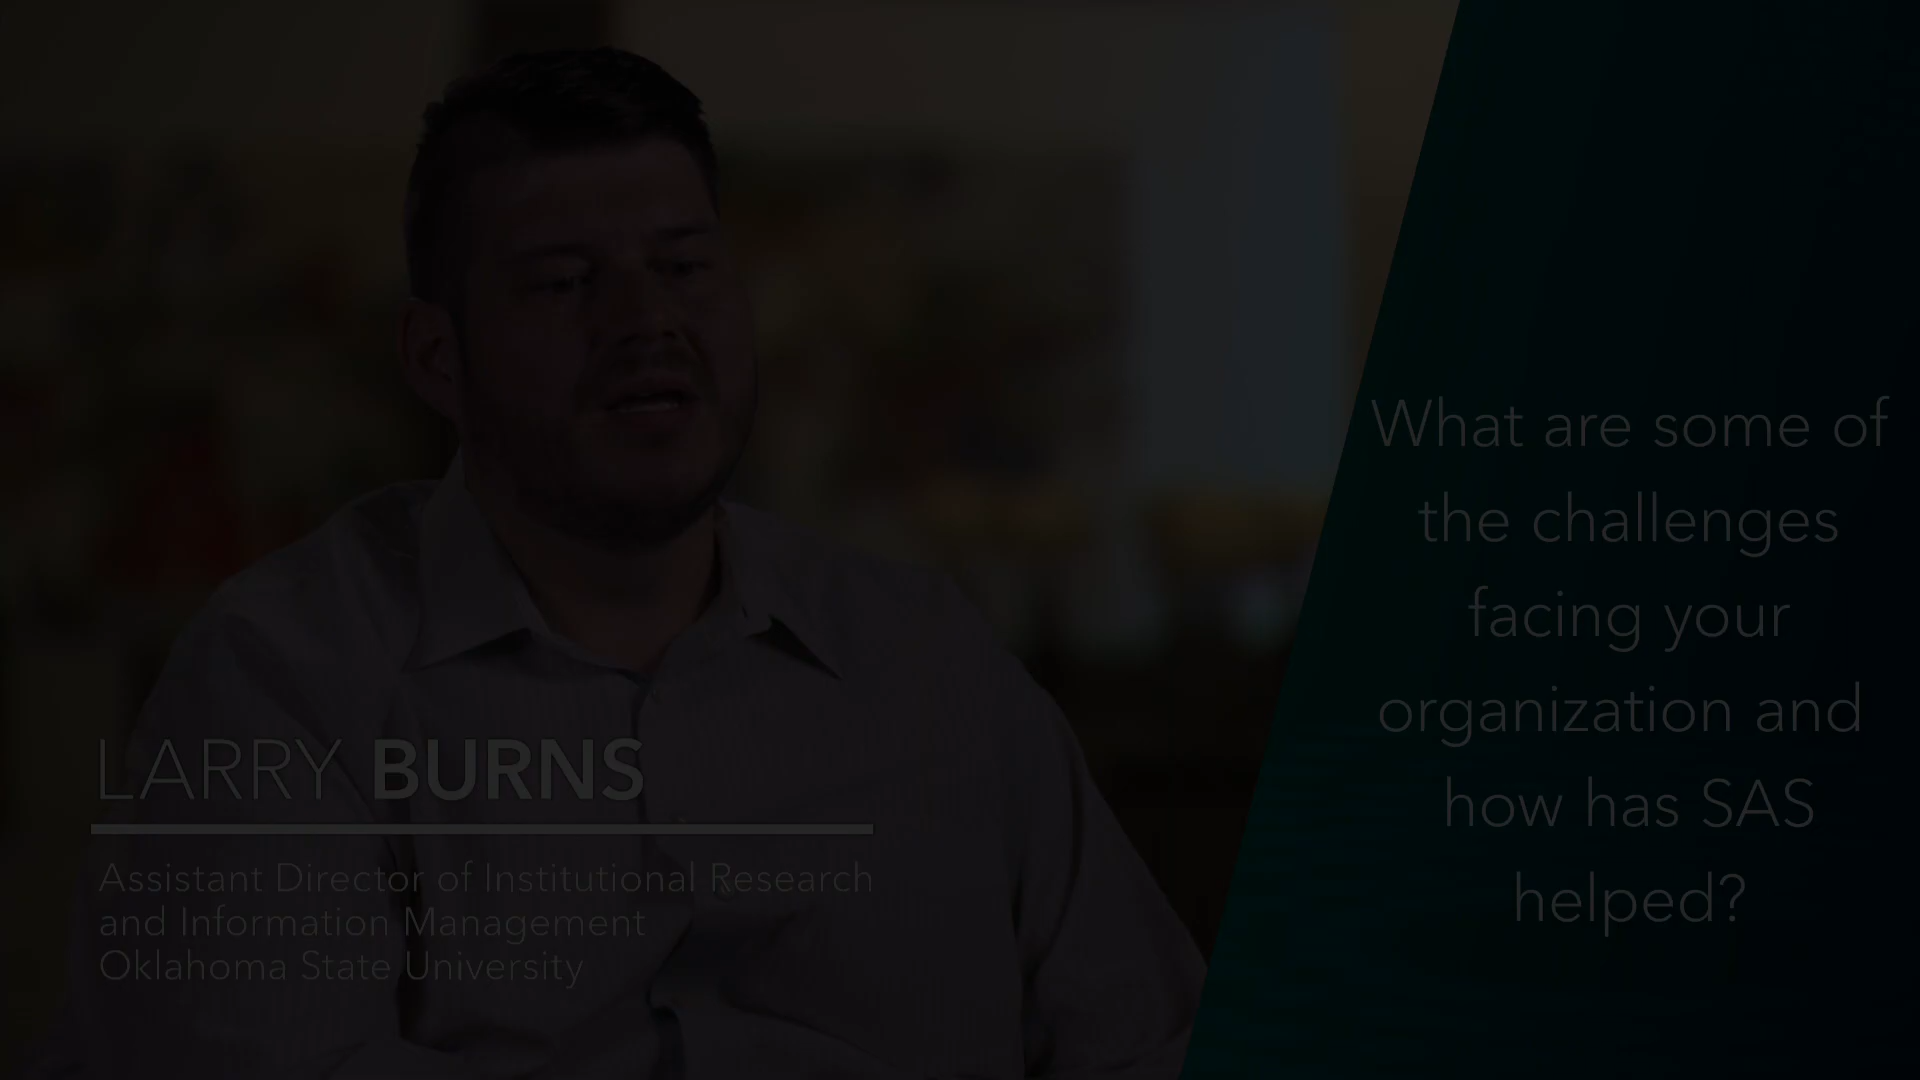 LARRY BURNS
Assistant Director of Institutional Research
and Information Management
Oklahoma State University
What are some of
the challenges
facing your
organization and
how has SAS
helped?